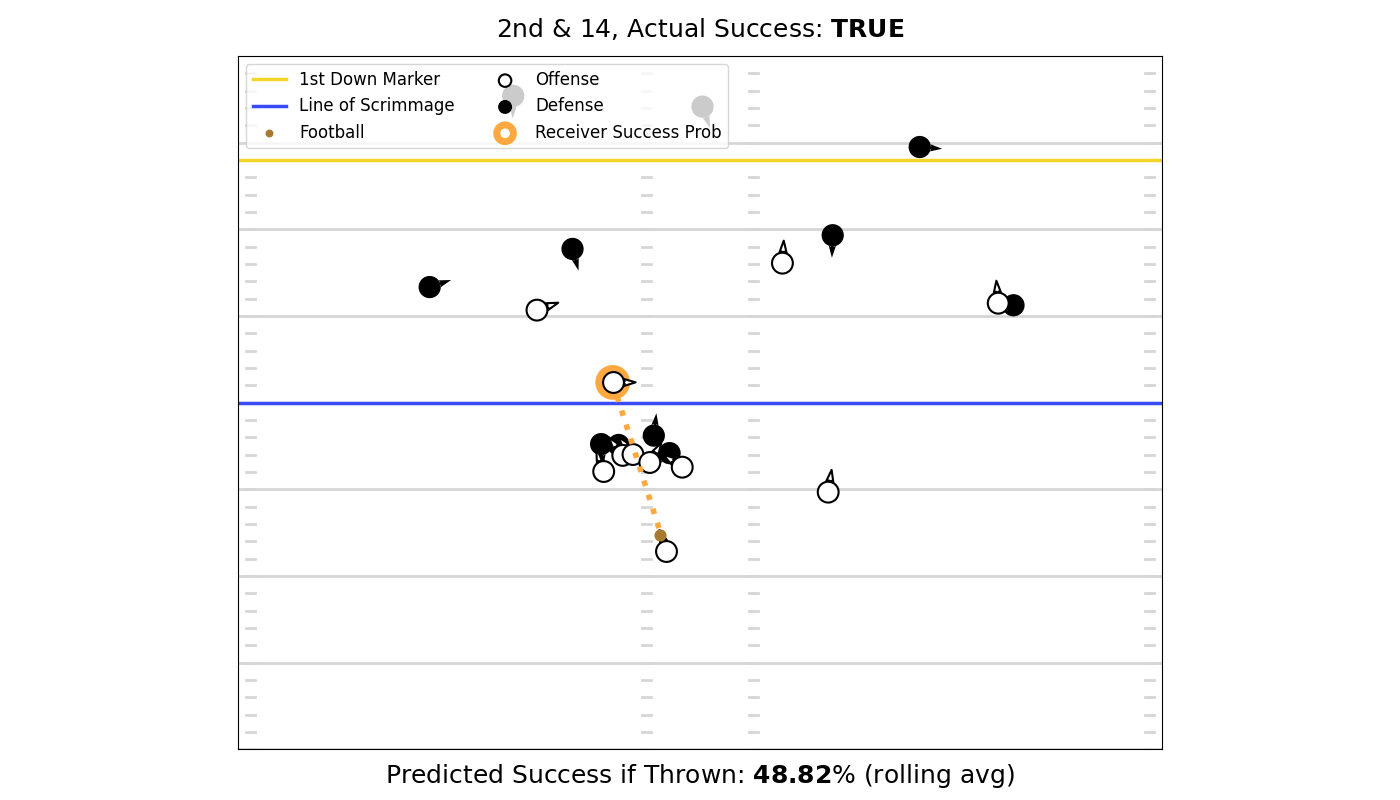 2nd & 14, Actual Success: TRUE
1st Down Marker
Line of Scrimmage
Football
Offense
Defense
Receiver Success Prob
Predicted Success if Thrown: 48.82% (rolling avg)